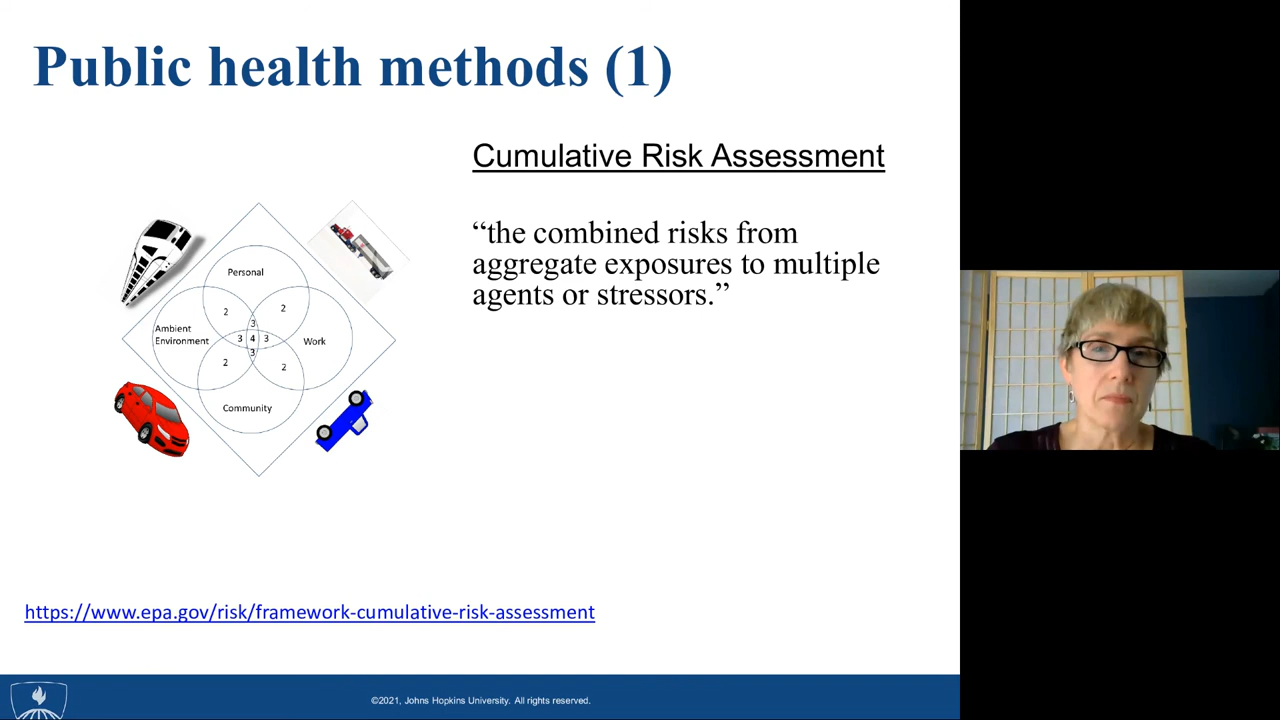 Public health methods (1)
Cumulative Risk Assessment
“the combined risks from
aggregate exposures to multiple
agents or stressors.”
Personal
2
2
3
Ambient
Environment
3
4
3
Work
3
2
2
Community
https://www.epa.gov/risk/framework-cumulative-risk-assessment
©2021, Johns Hopkins University. All rights reserved.